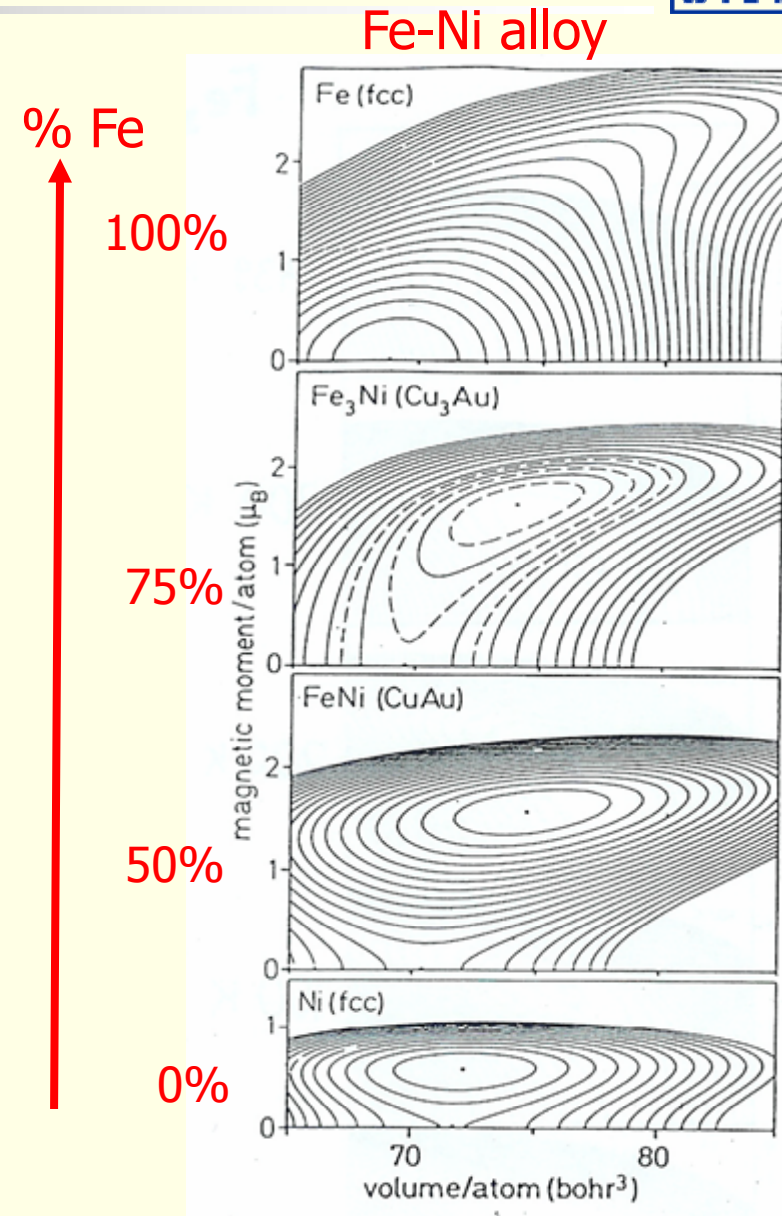 Fe-Ni alloy
% Fe
Fe (fcc)
2
100%
1
0
Fe₃Ni (Cu₃Au)
2
1
75%
0
magnetic moment/atom (μB)
FeNi (CuAu)
2
50%
1
0
Ni (fcc)
1
0%
0
70 80
volume/atom (bohr³)